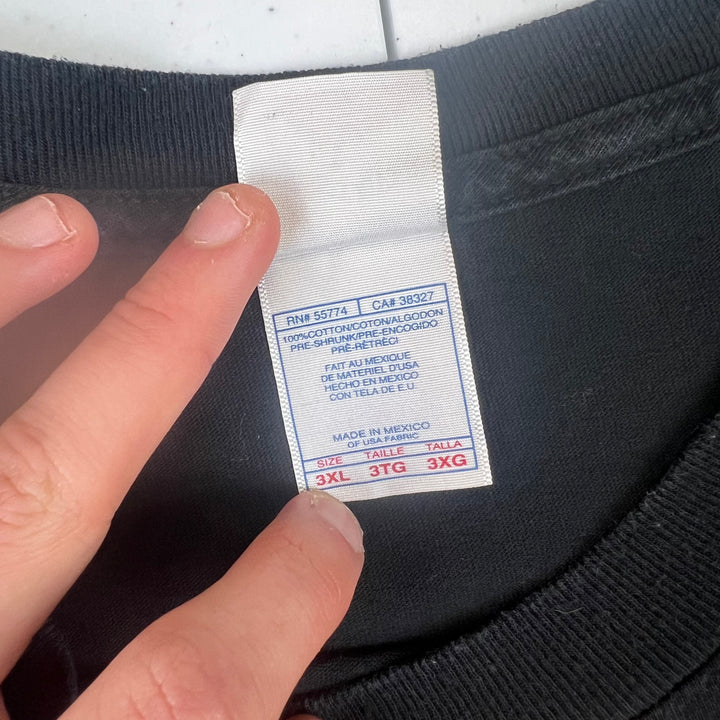 RN# 55774 CA# 38327
100%COTTON/COTON/ALGODON
PRE-SHRUNK/PRE-ENCOGIDO
PRÉ-RÉTRÉCI
FAIT AU MEXIQUE
DE MATERIEL D'USA
HECHO EN MEXICO
CON TELA DE E.U.
MADE IN MEXICO
OF USA FABRIC
SIZE TAILLE TALLA
3XL 3TG 3XG